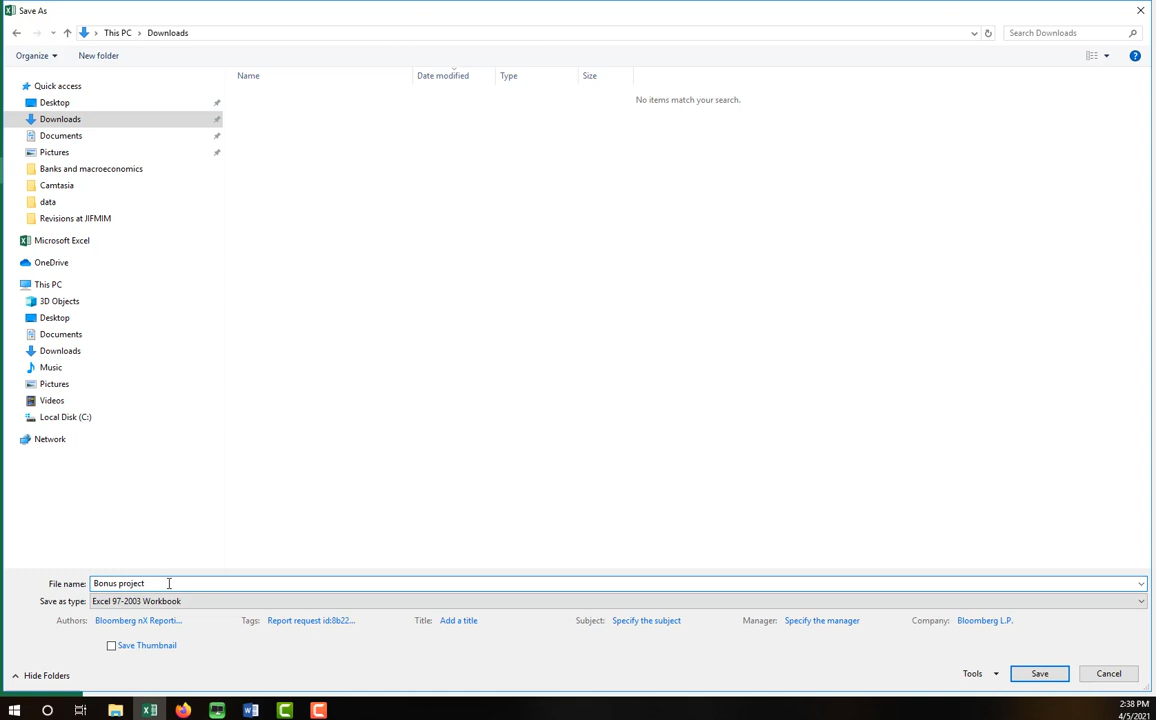 Save As
This PC › Downloads
Search Downloads
Organize
New folder
Name
Date modified
Type
Size
No items match your search.
Quick access
Desktop
Downloads
Documents
Pictures
Banks and macroeconomics
Camtasia
data
Revisions at JIFMIM
Microsoft Excel
OneDrive
This PC
3D Objects
Desktop
Documents
Downloads
Music
Pictures
Videos
Local Disk (C:)
Network
File name: Bonus project
Save as type: Excel 97-2003 Workbook
Authors: Bloomberg nX Reporti... Tags: Report request id:8b22... Title: Add a title Subject: Specify the subject Manager: Specify the manager Company: Bloomberg L.P.
Save Thumbnail
Hide Folders
Tools
Save
Cancel
2:38 PM
4/5/2021